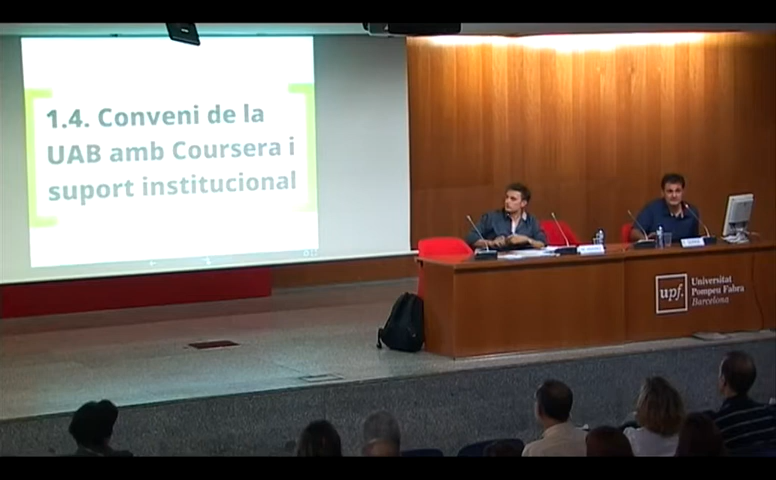 1.4. Conveni de la
UAB amb Coursera i
suport institucional
upf.
Universitat
Pompeu Fabra
Barcelona